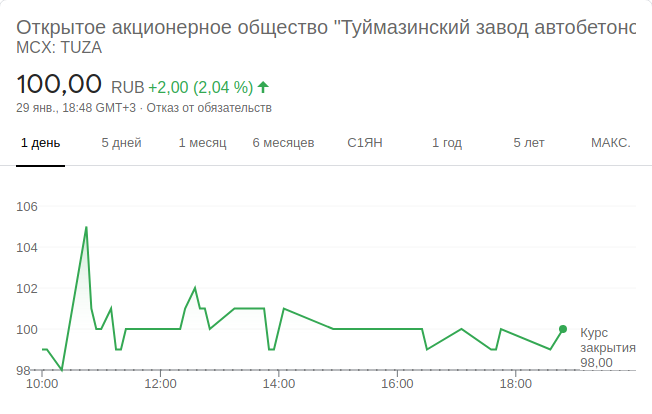 Открытое акционерное общество "Туймазинский завод автобетоно
MCX: TUZA
100,00 RUB +2,00 (2,04 %)
29 янв., 18:48 GMT+3 · Отказ от обязательств
1 день 5 дней 1 месяц 6 месяцев С1ЯН 1 год 5 лет МАКС.
106
104
102
100
98
Курс
закрытия
98,00
10:00 12:00 14:00 16:00 18:00